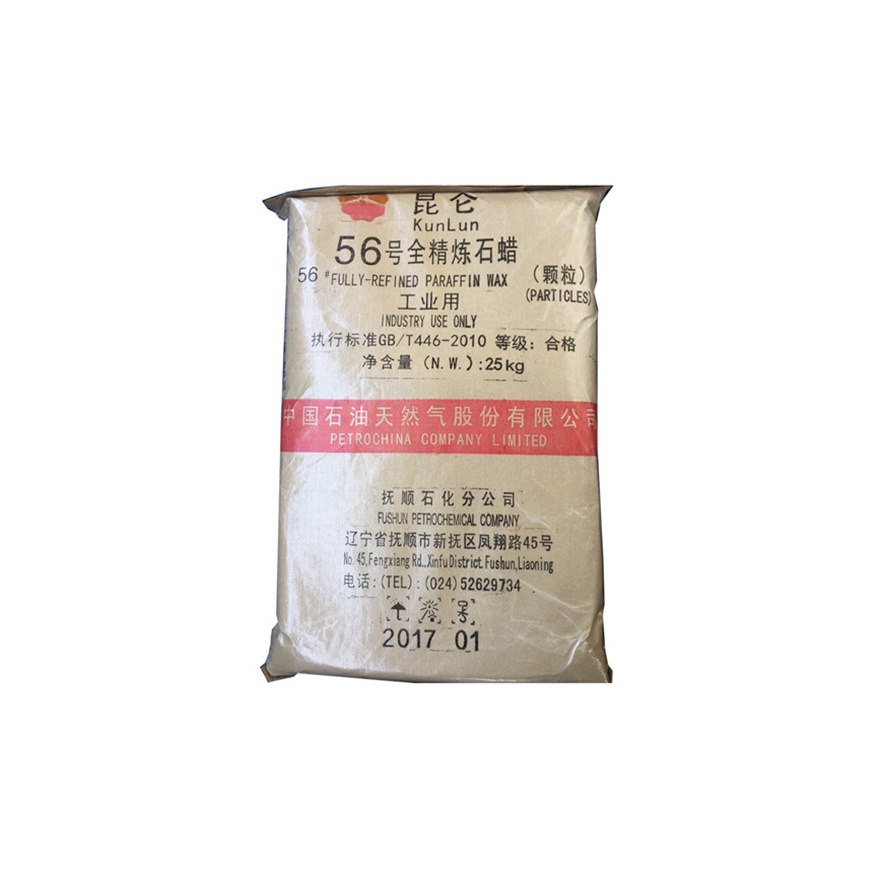 昆仑
KunLun
56号全精炼石蜡 (颗粒)
56 #FULLY-REFINED PARAFFIN WAX (PARTICLES)
工业用
INDUSTRY USE ONLY
执行标准GB/T446-2010 等级: 合格
净含量 (N.W.):25kg
中国石油天然气股份有限公司
PETROCHINA COMPANY LIMITED
抚顺石化分公司
FUSHUN PETROCHEMICAL COMPANY
辽宁省抚顺市新抚区凤翔路45号
No.45,Fengxiang Rd.,Xinfu District.Fushun,Liaoning
电话:(TEL):(024)52629734
2017 01